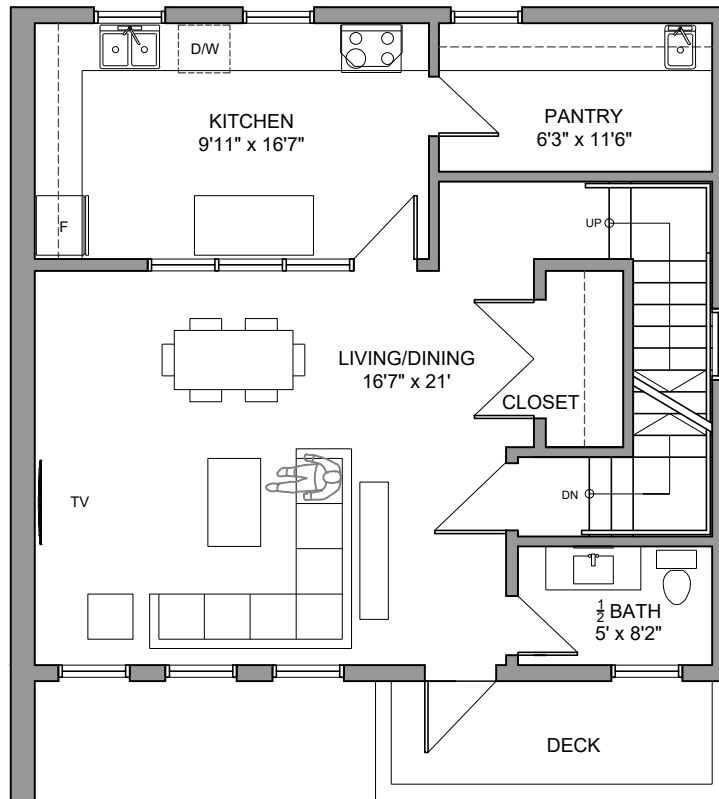 D/W
KITCHEN
9'11" x 16'7"
PANTRY
6'3" x 11'6"
F
UP
LIVING/DINING
16'7" x 21'
CLOSET
TV
DN
½ BATH
5' x 8'2"
DECK